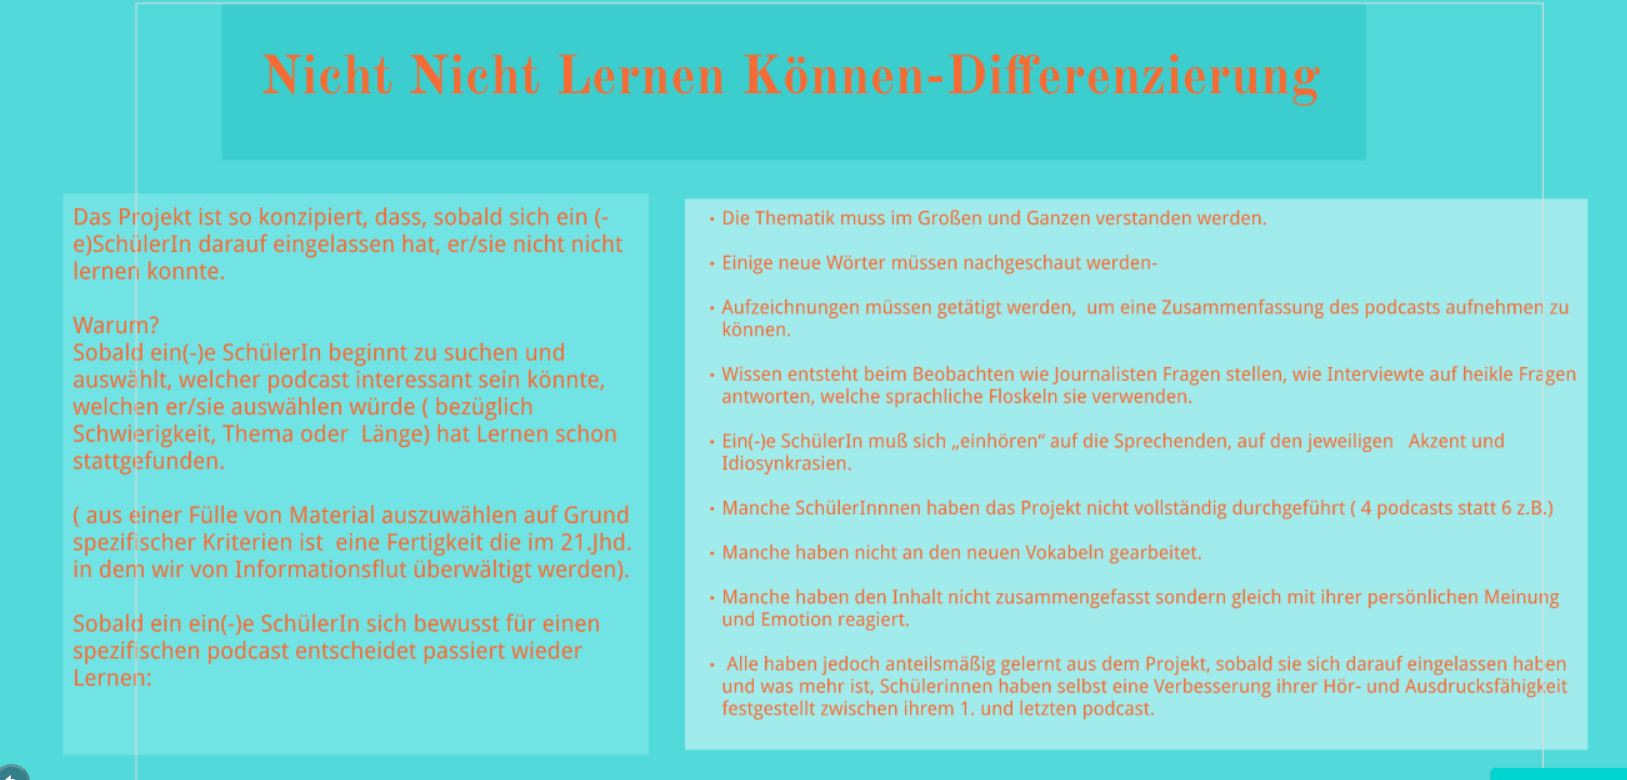 Nicht Nicht Lernen Können-Differenzierung
Das Projekt ist so konzipiert, dass, sobald sich ein (-
e)SchülerIn darauf eingelassen hat, er/sie nicht nicht
lernen konnte.
Warum?
Sobald ein(-)e SchülerIn beginnt zu suchen und
auswählt, welcher podcast interessant sein könnte,
welchen er/sie auswählen würde ( bezüglich
Schwierigkeit, Thema oder  Länge) hat Lernen schon
stattgefunden.
( aus einer Fülle von Material auszuwählen auf Grund
spezifischer Kriterien ist  eine Fertigkeit die im 21.Jhd.
in dem wir von Informationsflut überwältigt werden).
Sobald ein ein(-)e SchülerIn sich bewusst für einen
spezifischen podcast entscheidet passiert wieder
Lernen:
• Die Thematik muss im Großen und Ganzen verstanden werden.
• Einige neue Wörter müssen nachgeschaut werden-
• Aufzeichnungen müssen getätigt werden,  um eine Zusammenfassung des podcasts aufnehmen zu
können.
• Wissen entsteht beim Beobachten wie Journalisten Fragen stellen, wie Interviewte auf heikle Fragen
antworten, welche sprachliche Floskeln sie verwenden.
• Ein(-)e SchülerIn muß sich „einhören“ auf die Sprechenden, auf den jeweiligen   Akzent und
Idiosynkrasien.
• Manche SchülerInnnen haben das Projekt nicht vollständig durchgeführt ( 4 podcasts statt 6 z.B.)
• Manche haben nicht an den neuen Vokabeln gearbeitet.
• Manche haben den Inhalt nicht zusammengefasst sondern gleich mit ihrer persönlichen Meinung
und Emotion reagiert.
•  Alle haben jedoch anteilsmäßig gelernt aus dem Projekt, sobald sie sich darauf eingelassen haben
und was mehr ist, Schülerinnen haben selbst eine Verbesserung ihrer Hör- und Ausdrucksfähigkeit
festgestellt zwischen ihrem 1. und letzten podcast.